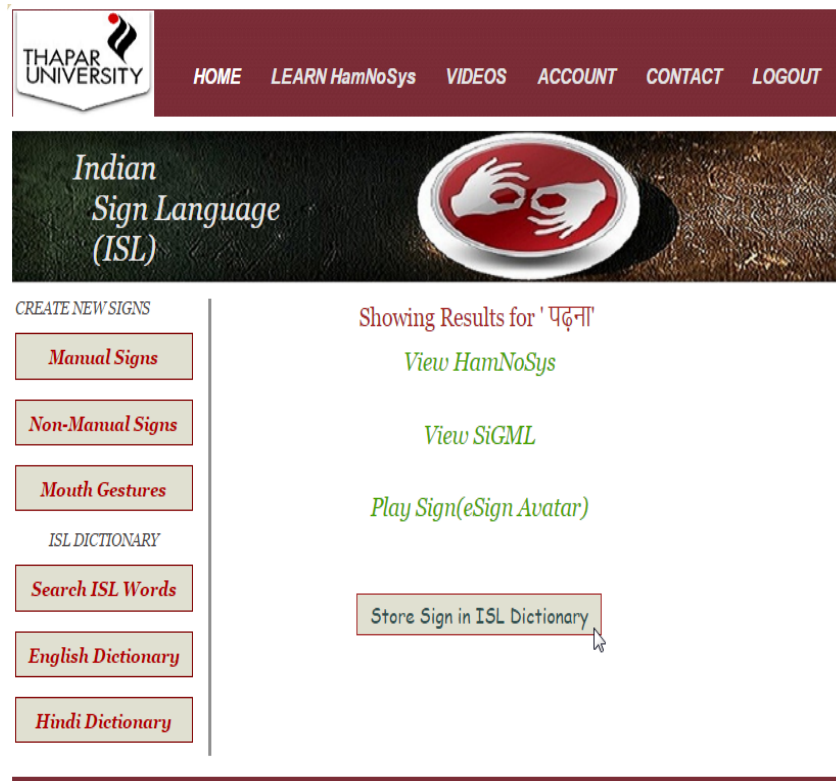 THAPAR
UNIVERSITY
HOME LEARN HamNoSys VIDEOS ACCOUNT CONTACT LOGOUT
Indian
Sign Language
(ISL)
CREATE NEW SIGNS
Manual Signs
Non-Manual Signs
Mouth Gestures
ISL DICTIONARY
Search ISL Words
English Dictionary
Hindi Dictionary
Showing Results for ' पढ़ना'
View HamNoSys
View SiGML
Play Sign(eSign Avatar)
Store Sign in ISL Dictionary